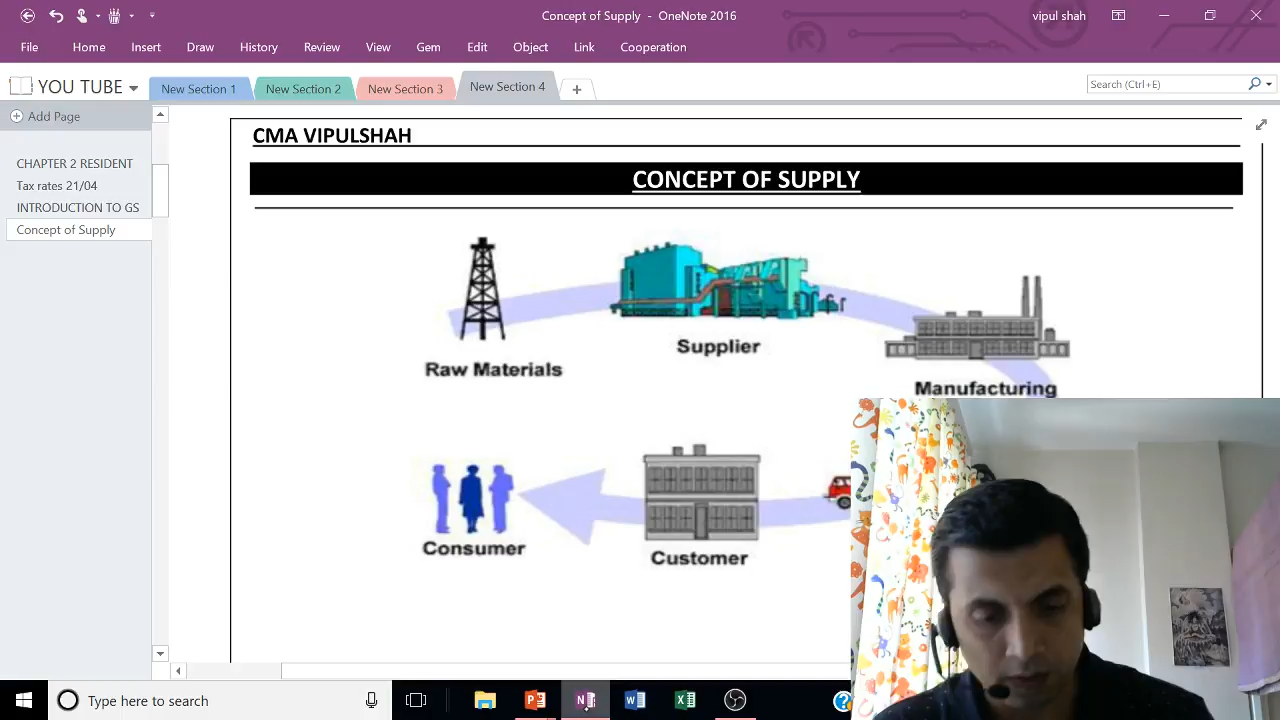 Concept of Supply - OneNote 2016
vipul shah
File Home Insert Draw History Review View Gem Edit Object Link Cooperation
YOU TUBE
New Section 1
New Section 2
New Section 3
New Section 4
Search (Ctrl+E)
Add Page
CHAPTER 2 RESIDENT
Tax rates 21/04
INTRODUCTION TO GS
Concept of Supply
CMA VIPULSHAH
CONCEPT OF SUPPLY
Raw Materials
Supplier
Manufacturing
Consumer
Customer
Type here to search